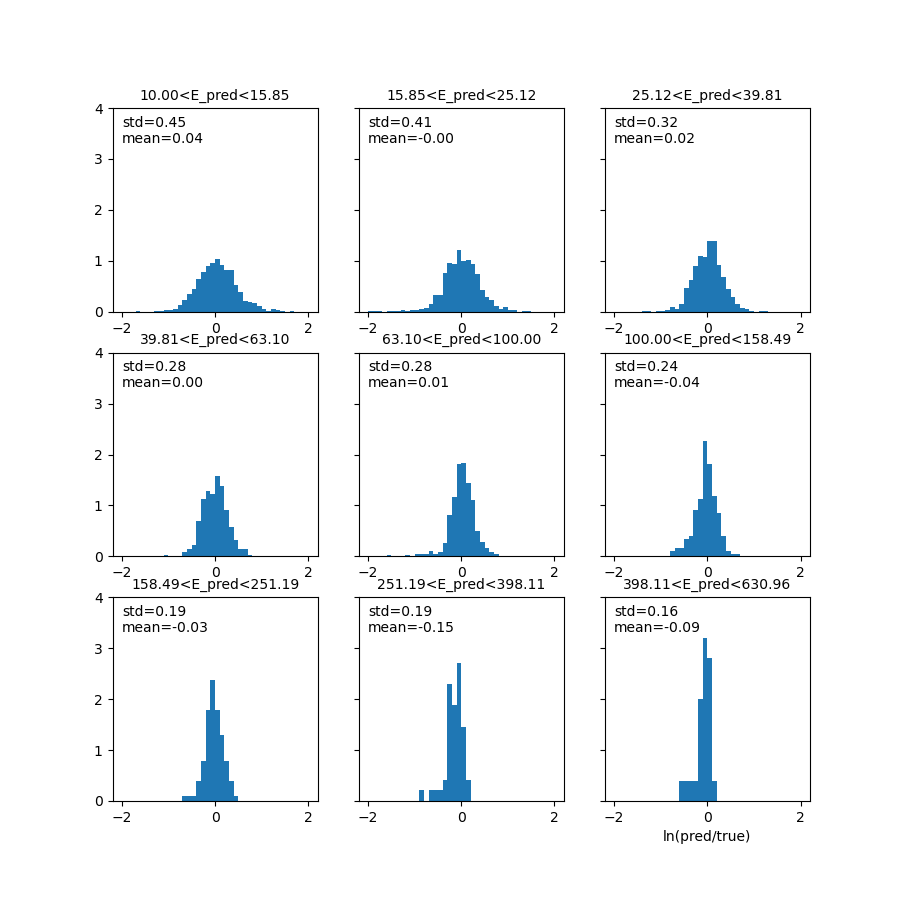 10.00<E_pred<15.85
15.85<E_pred<25.12
25.12<E_pred<39.81
4
3
2
1
0
std=0.45
mean=0.04
std=0.41
mean=-0.00
std=0.32
mean=0.02
−2 0 2
−2 0 2
−2 0 2
39.81<E_pred<63.10
63.10<E_pred<100.00
100.00<E_pred<158.49
4
3
2
1
0
std=0.28
mean=0.00
std=0.28
mean=0.01
std=0.24
mean=-0.04
−2 0 2
−2 0 2
−2 0 2
158.49<E_pred<251.19
251.19<E_pred<398.11
398.11<E_pred<630.96
4
3
2
1
0
std=0.19
mean=-0.03
std=0.19
mean=-0.15
std=0.16
mean=-0.09
−2 0 2
−2 0 2
−2 0 2
ln(pred/true)